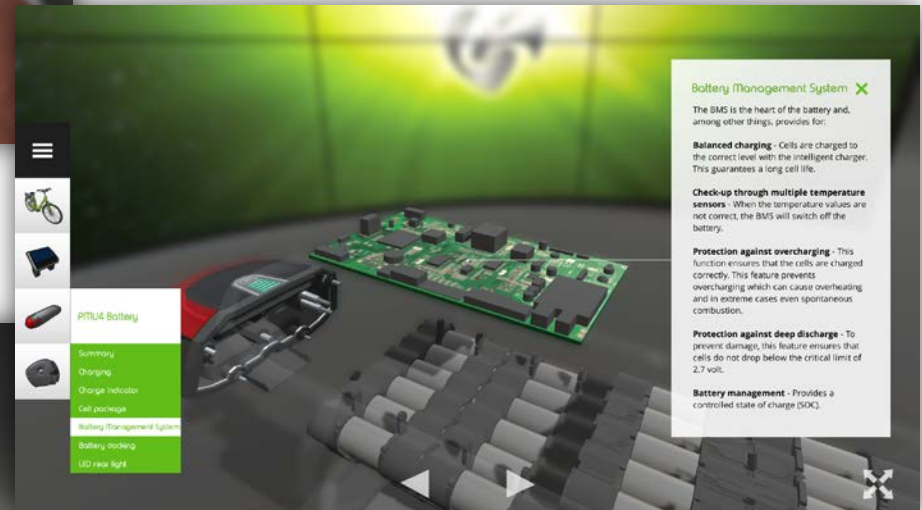 PMU4 Battery
Summary
Charging
Charge indicator
Cell package
Battery Management System
Battery docking
LED rear light
Battery Management System
The BMS is the heart of the battery and,
among other things, provides for:
Balanced charging - Cells are charged to
the correct level with the intelligent charger.
This guarantees a long cell life.
Check-up through multiple temperature
sensors - When the temperature values are
not correct, the BMS will switch off the
battery.
Protection against overcharging - This
function ensures that the cells are charged
correctly. This feature prevents
overcharging which can cause overheating
and in extreme cases even spontaneous
combustion.
Protection against deep discharge - To
prevent damage, this feature ensures that
cells do not drop below the critical limit of
2.7 volt.
Battery management - Provides a
controlled state of charge (SOC).